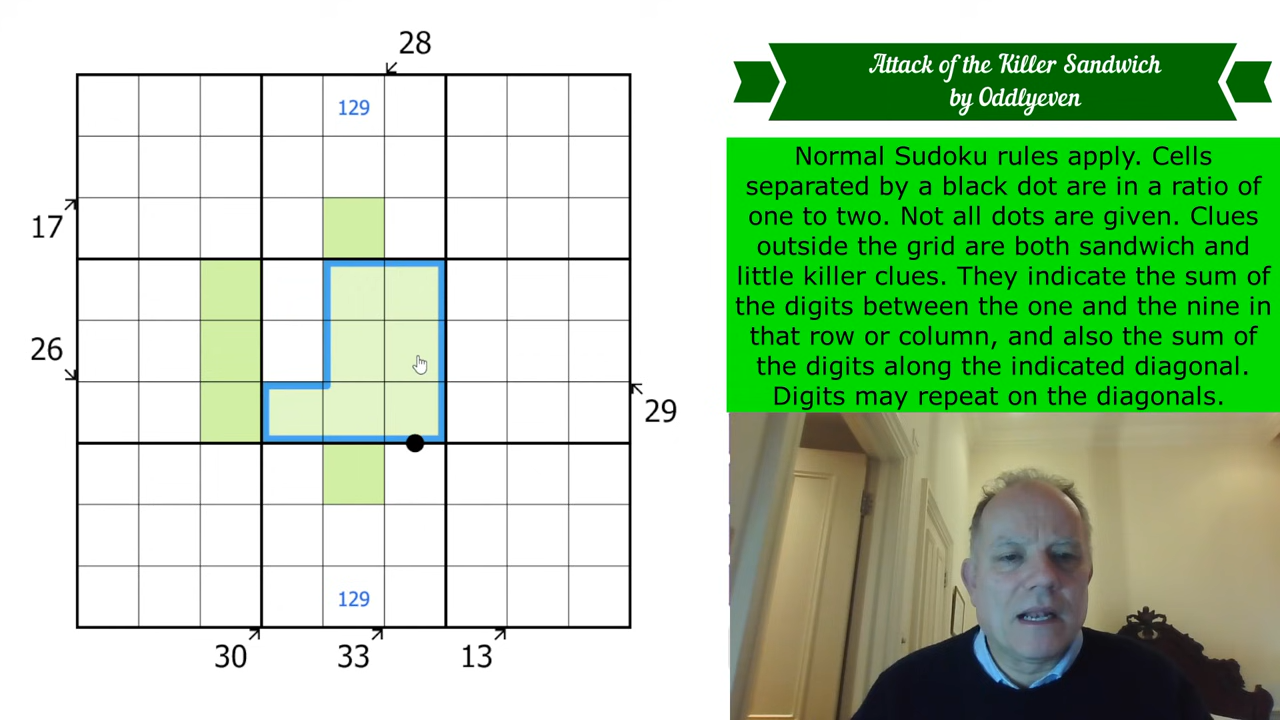 28
Attack of the Killer Sandwich
by Oddlyeven
129
Normal Sudoku rules apply. Cells
separated by a black dot are in a ratio of
one to two. Not all dots are given. Clues
outside the grid are both sandwich and
little killer clues. They indicate the sum of
the digits between the one and the nine in
that row or column, and also the sum of
the digits along the indicated diagonal.
Digits may repeat on the diagonals.
17
26
29
129
30
33
13